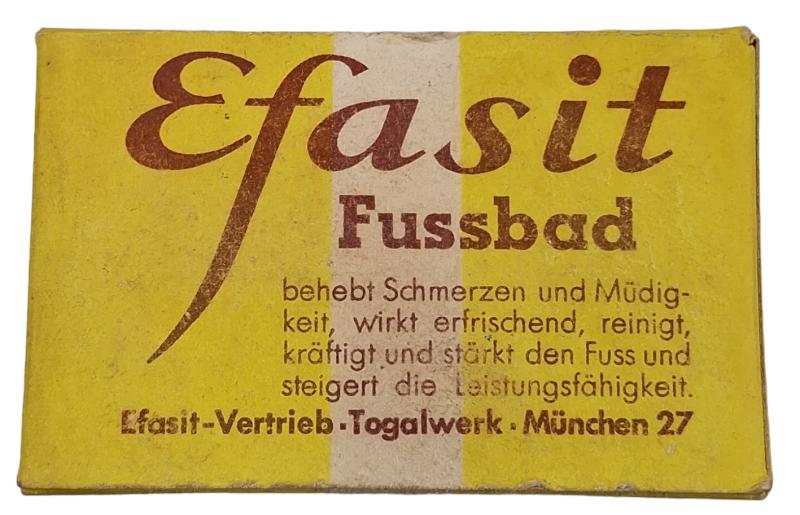 Efasit
Fussbad
behebt Schmerzen und Müdig-
keit, wirkt erfrischend, reinigt,
kräftigt und stärkt den Fuss und
steigert die Leistungsfähigkeit.
Efasit-Vertrieb · Togalwerk · München 27